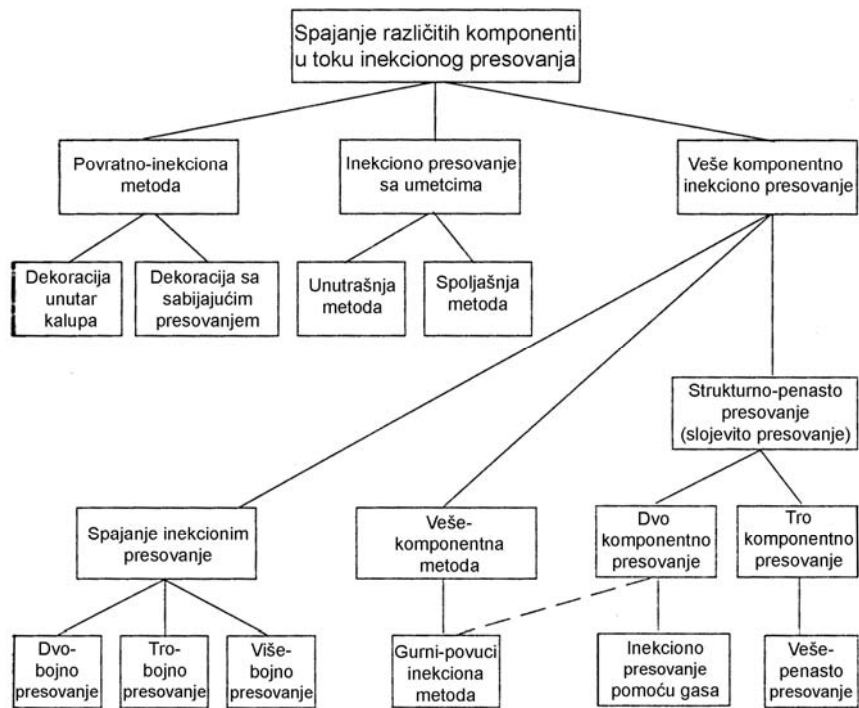 Spajanje različitih komponenti
u toku inekcionog presovanja
Povratno-inekciona
metoda
Inekciono presovanje
sa umetcima
Veše komponentno
inekciono presovanje
Dekoracija
unutar
kalupa
Dekoracija sa
sabijajućim
presovanjem
Unutrašnja
metoda
Spoljašnja
metoda
Strukturno-penasto
presovanje
(slojevito presovanje)
Spajanje inekcionim
presovanje
Veše-
komponentna
metoda
Dvo
komponentno
presovanje
Tro
komponentno
presovanje
Dvo-
bojno
presovanje
Tro-
bojno
presovanje
Više-
bojno
presovanje
Gurni-povuci
inekciona
metoda
Inekciono
presovanje
pomoću gasa
Veše-
penasto
presovanje